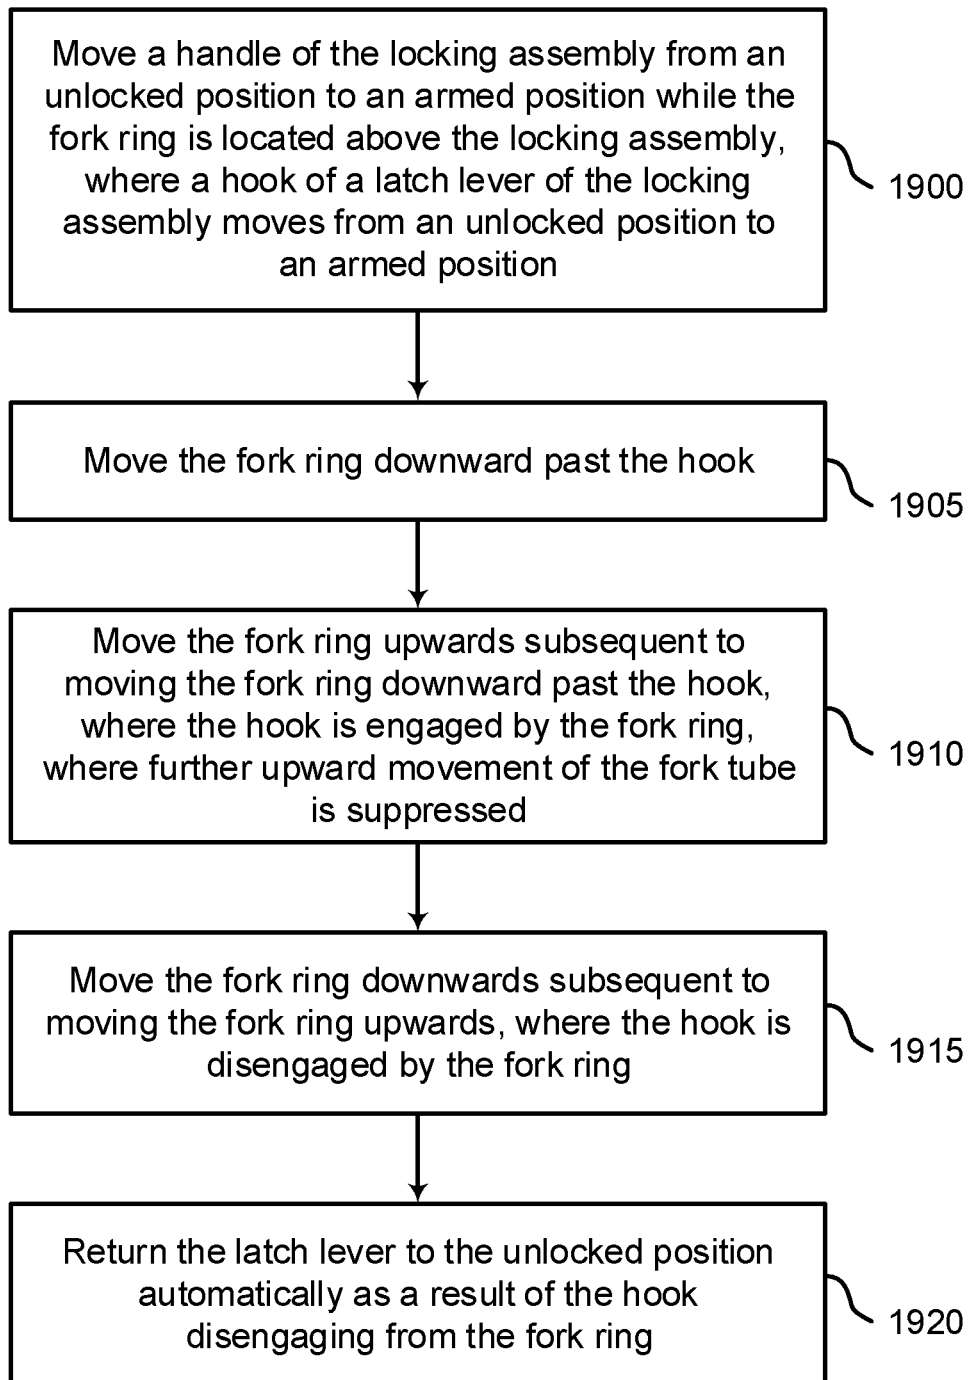 Move a handle of the locking assembly from an
unlocked position to an armed position while the
fork ring is located above the locking assembly,
where a hook of a latch lever of the locking
assembly moves from an unlocked position to
an armed position
1900
Move the fork ring downward past the hook
1905
Move the fork ring upwards subsequent to
moving the fork ring downward past the hook,
where the hook is engaged by the fork ring,
where further upward movement of the fork tube
is suppressed
1910
Move the fork ring downwards subsequent to
moving the fork ring upwards, where the hook is
disengaged by the fork ring
1915
Return the latch lever to the unlocked position
automatically as a result of the hook
disengaging from the fork ring
1920